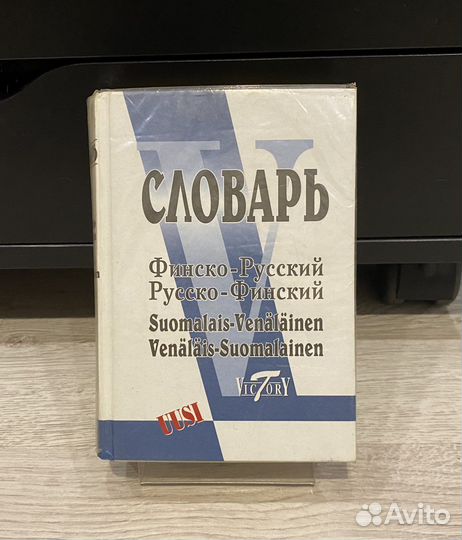 СЛОВАРЬ
Финско-Русский
Русско-Финский
Suomalais-Venäläinen
Venäläis-Suomalainen
VICTORY
UUSI
Avito